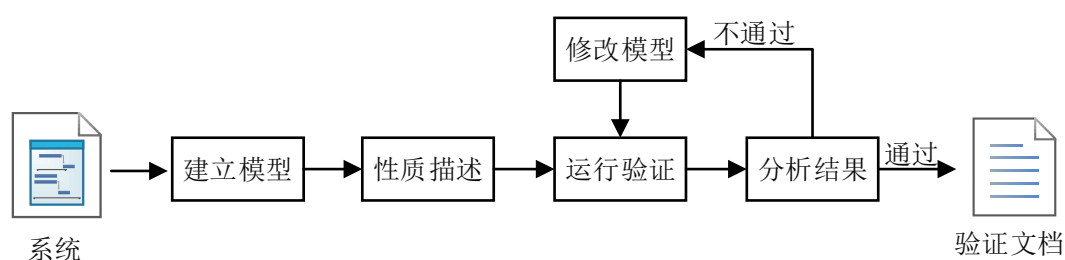 修改模型
不通过
建立模型
性质描述
运行验证
分析结果
通过
系统
验证文档